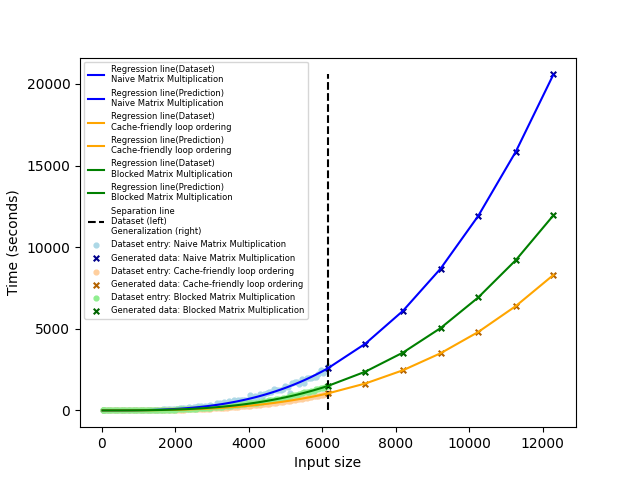 20000
15000
10000
5000
0
Time (seconds)
Regression line(Dataset)
Naive Matrix Multiplication
Regression line(Prediction)
Naive Matrix Multiplication
Regression line(Dataset)
Cache-friendly loop ordering
Regression line(Prediction)
Cache-friendly loop ordering
Regression line(Dataset)
Blocked Matrix Multiplication
Regression line(Prediction)
Blocked Matrix Multiplication
Separation line
Dataset (left)
Generalization (right)
Dataset entry: Naive Matrix Multiplication
Generated data: Naive Matrix Multiplication
Dataset entry: Cache-friendly loop ordering
Generated data: Cache-friendly loop ordering
Dataset entry: Blocked Matrix Multiplication
Generated data: Blocked Matrix Multiplication
0 2000 4000 6000 8000 10000 12000
Input size